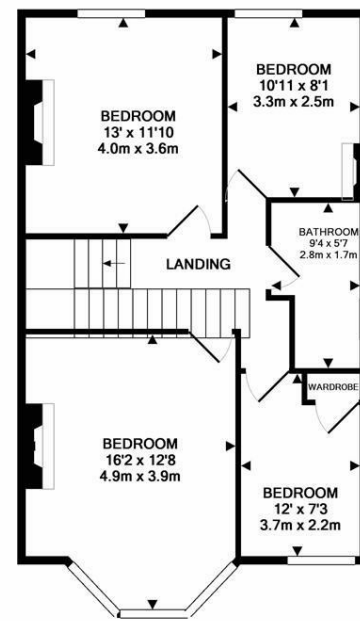 BEDROOM
13' x 11'10
4.0m x 3.6m
BEDROOM
10'11 x 8'1
3.3m x 2.5m
BATHROOM
9'4 x 5'7
2.8m x 1.7m
LANDING
WARDROBE
BEDROOM
16'2 x 12'8
4.9m x 3.9m
BEDROOM
12' x 7'3
3.7m x 2.2m